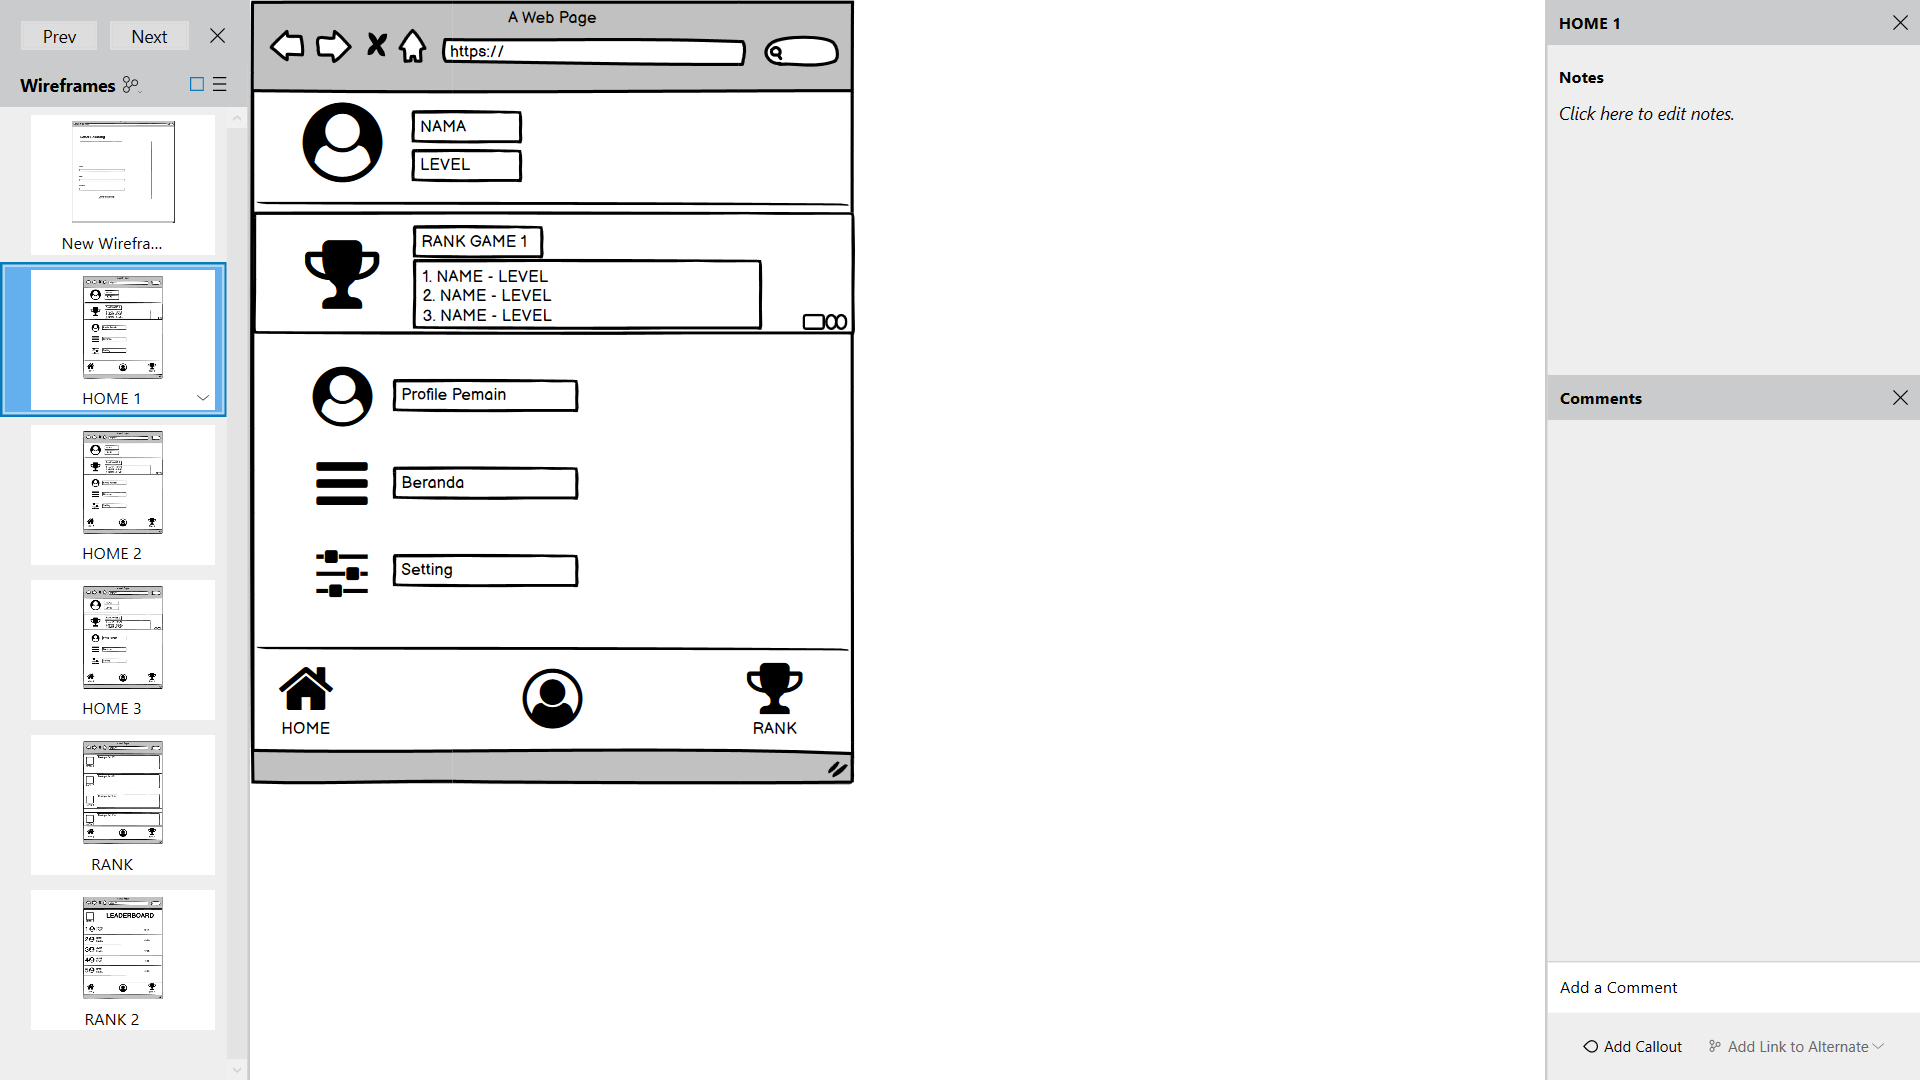 Prev
Next
Wireframes
New Wirefra...
HOME 1
HOME 2
HOME 3
RANK
LEADERBOARD
RANK 2
A Web Page
https://
NAMA
LEVEL
RANK GAME 1
1. NAME - LEVEL
2. NAME - LEVEL
3. NAME - LEVEL
Profile Pemain
Beranda
Setting
HOME
RANK
HOME 1
Notes
Click here to edit notes.
Comments
Add a Comment
Add Callout
Add Link to Alternate